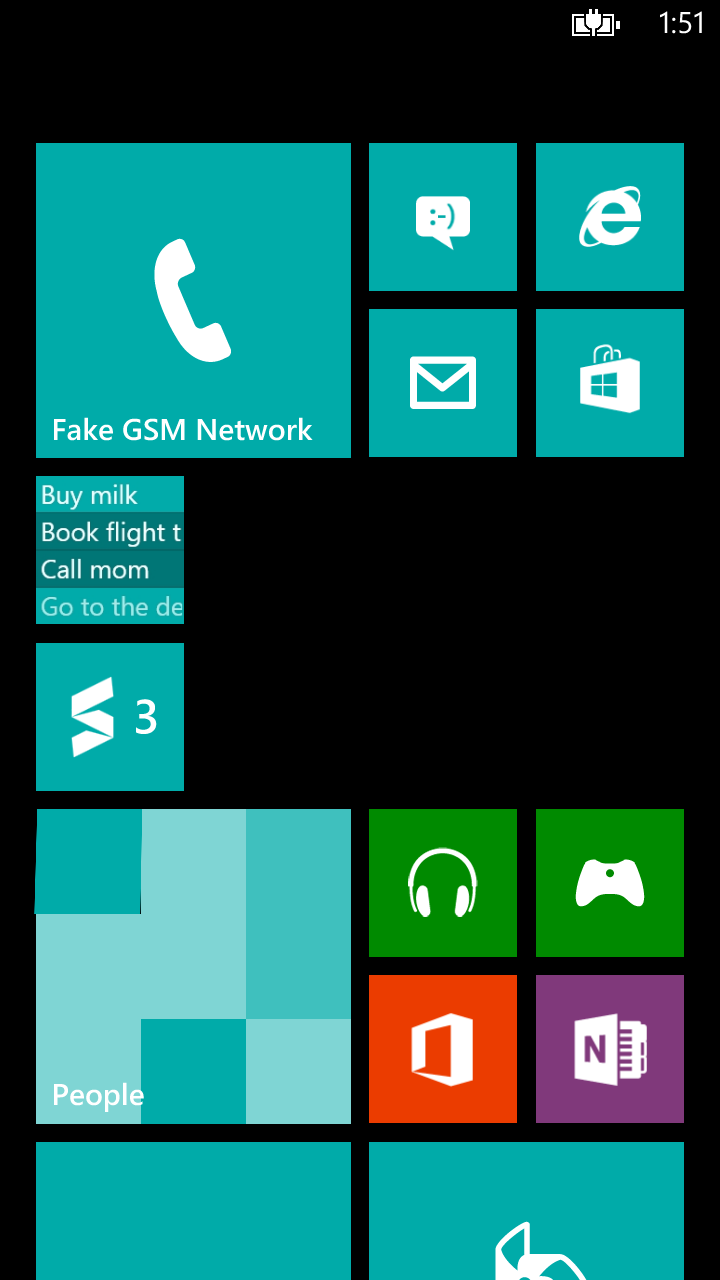 1:51
:-)
Fake GSM Network
Buy milk
Book flight t
Call mom
Go to the de
3
People
N